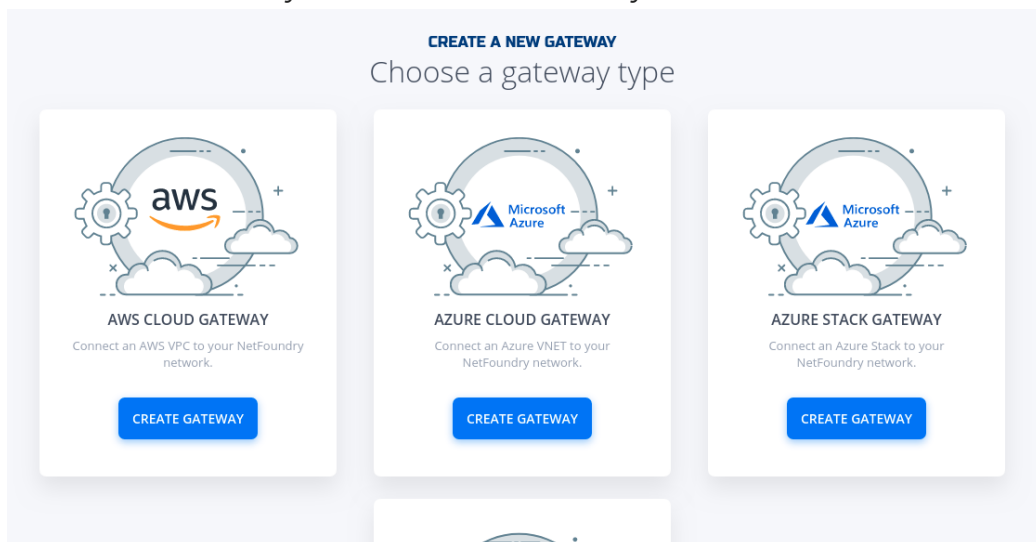 CREATE A NEW GATEWAY
Choose a gateway type
aws
Microsoft
Azure
Microsoft
Azure
AWS CLOUD GATEWAY
AZURE CLOUD GATEWAY
AZURE STACK GATEWAY
Connect an AWS VPC to your NetFoundry
network.
Connect an Azure VNET to your
NetFoundry network.
Connect an Azure Stack to your
NetFoundry network.
CREATE GATEWAY
CREATE GATEWAY
CREATE GATEWAY